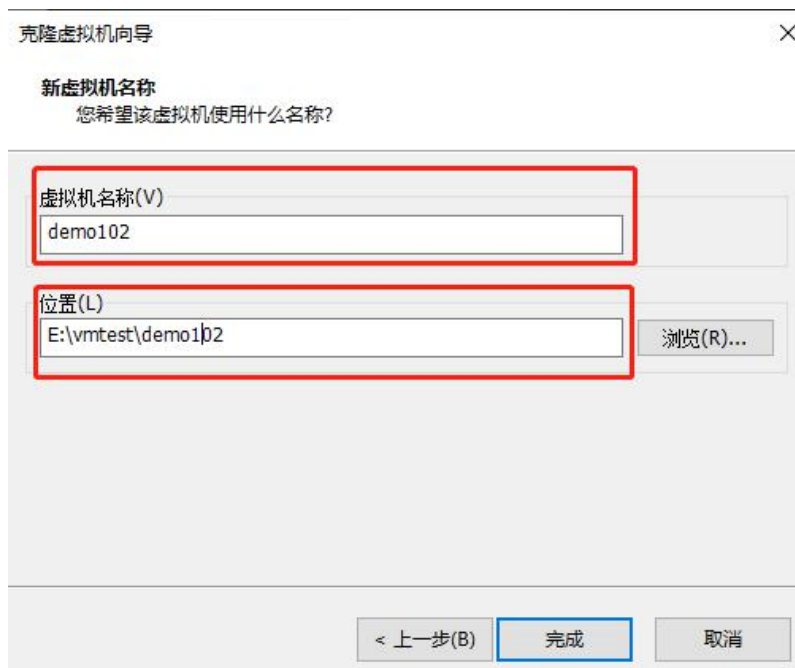 克隆虚拟机向导
新虚拟机名称
您希望该虚拟机使用什么名称?
虚拟机名称(V)
demo102
位置(L)
E:\vmtest\demo102
浏览(R)...
< 上一步(B)
完成
取消